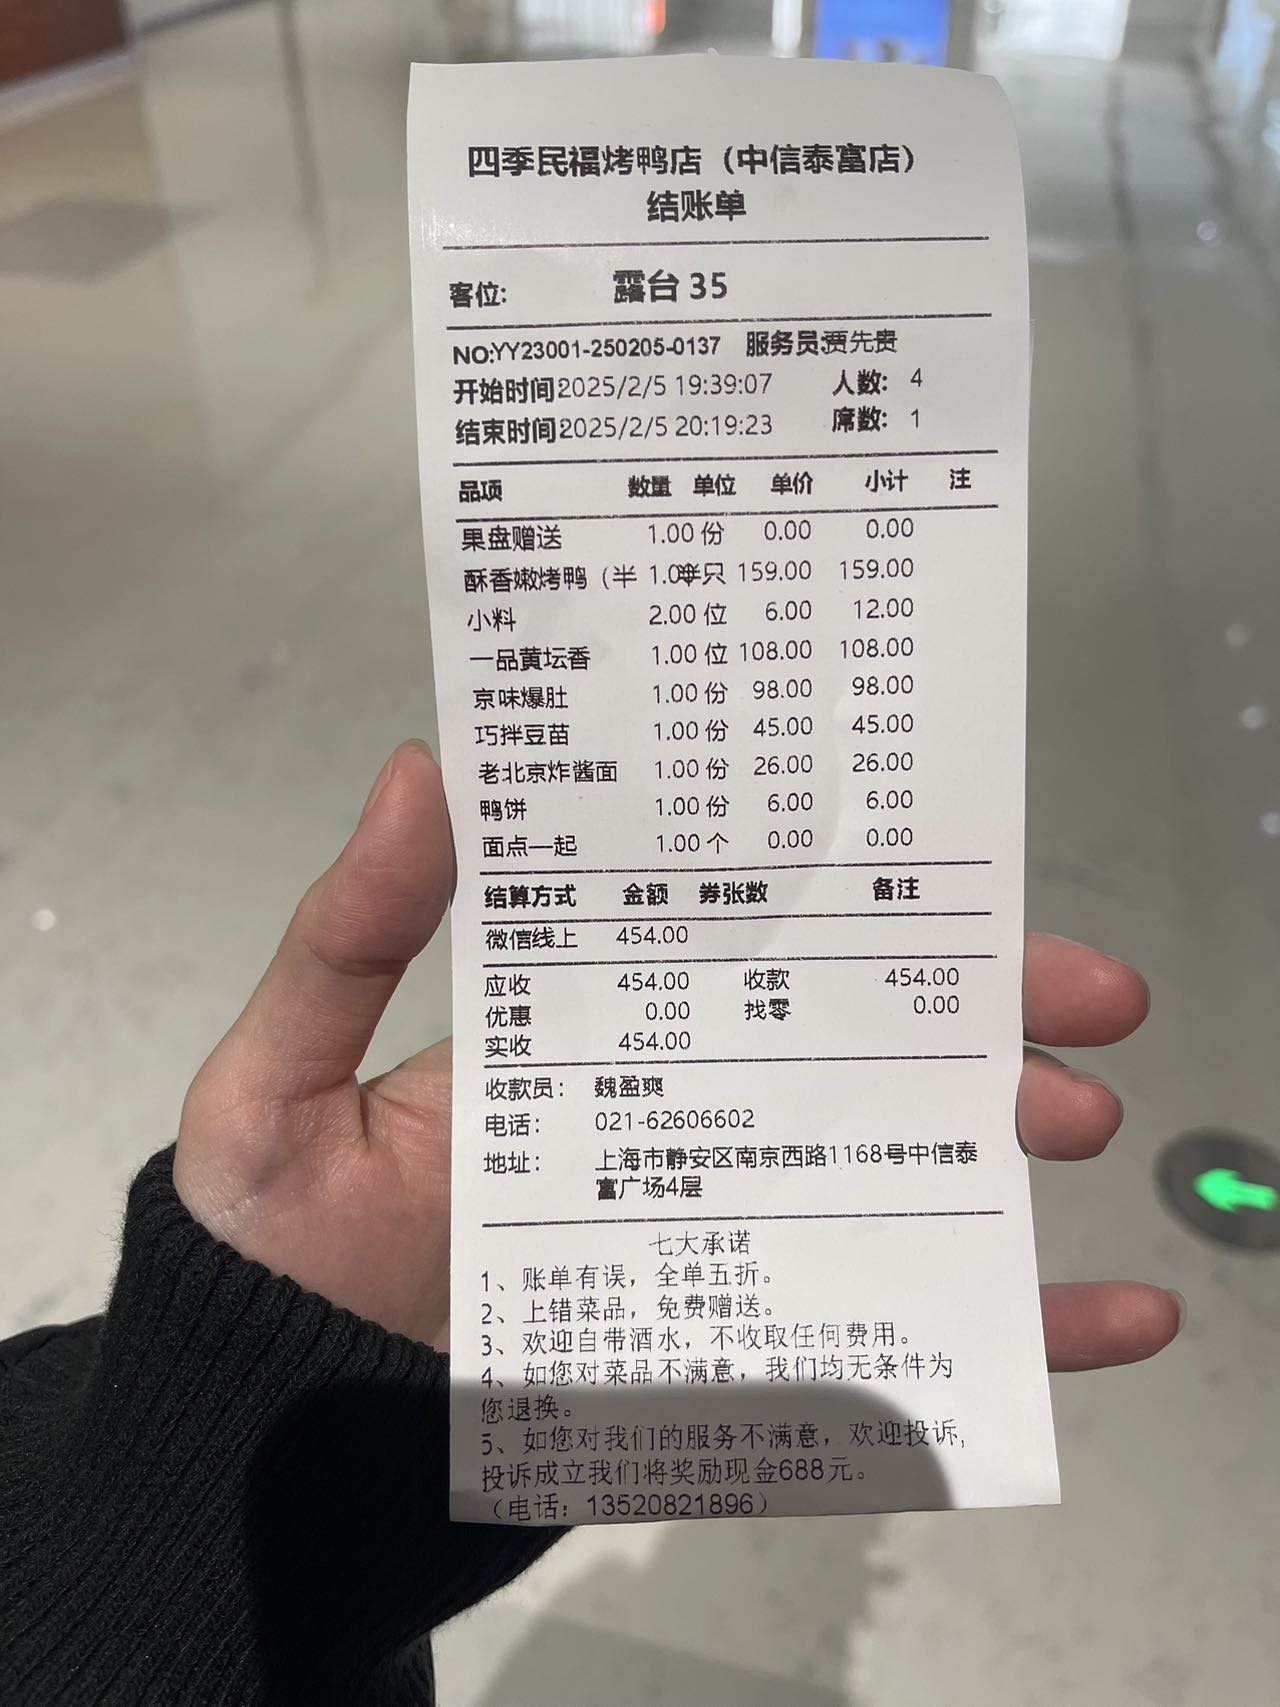 四季民福烤鸭店（中信泰富店）
结账单
客位: 露台 35
NO:YY23001-250205-0137 服务员:贾先贵
开始时间:2025/2/5 19:39:07 人数: 4
结束时间:2025/2/5 20:19:23 席数: 1
品项 数量 单位 单价 小计 注
果盘赠送 1.00 份 0.00 0.00
酥香嫩烤鸭（半 1.00 半只 159.00 159.00
小料 2.00 位 6.00 12.00
一品黄坛香 1.00 位 108.00 108.00
京味爆肚 1.00 份 98.00 98.00
巧拌豆苗 1.00 份 45.00 45.00
老北京炸酱面 1.00 份 26.00 26.00
鸭饼 1.00 份 6.00 6.00
面点一起 1.00 个 0.00 0.00
结算方式 金额 券张数 备注
微信线上 454.00
应收 454.00 收款 454.00
优惠 0.00 找零 0.00
实收 454.00
收款员： 魏盈爽
电话： 021-62606602
地址： 上海市静安区南京西路1168号中信泰
富广场4层
七大承诺
1、账单有误，全单五折。
2、上错菜品，免费赠送。
3、欢迎自带酒水，不收取任何费用。
4、如您对菜品不满意，我们均无条件为
您退换。
5、如您对我们的服务不满意，欢迎投诉,
投诉成立我们将奖励现金688元。
（电话：13520821896）